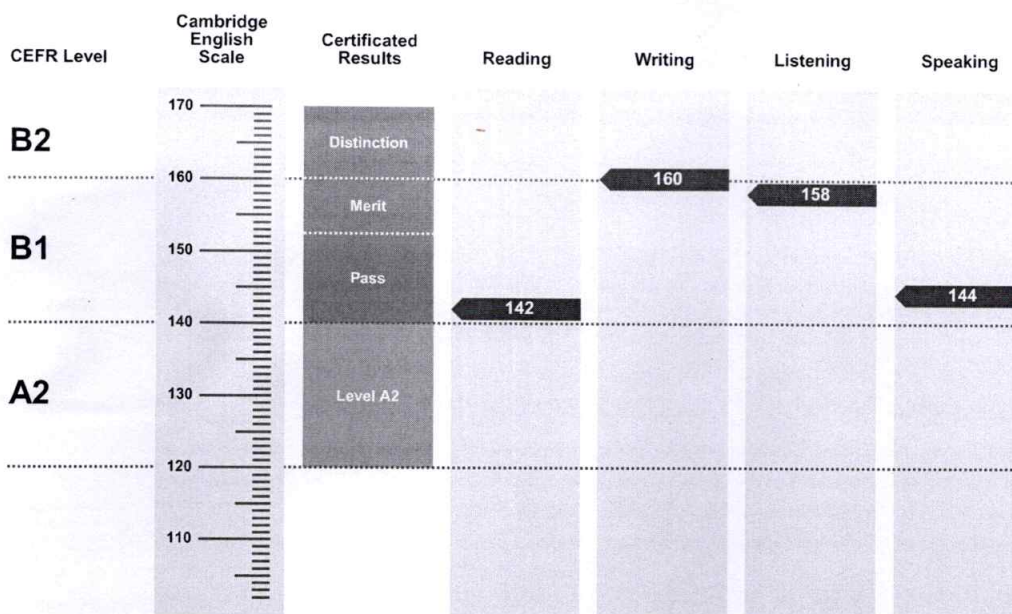 CEFR Level
Cambridge
English
Scale
Certificated
Results
Reading
Writing
Listening
Speaking
170
B2
Distinction
160
160
Merit
158
B1
150
Pass
142
144
140
A2
130
Level A2
120
110